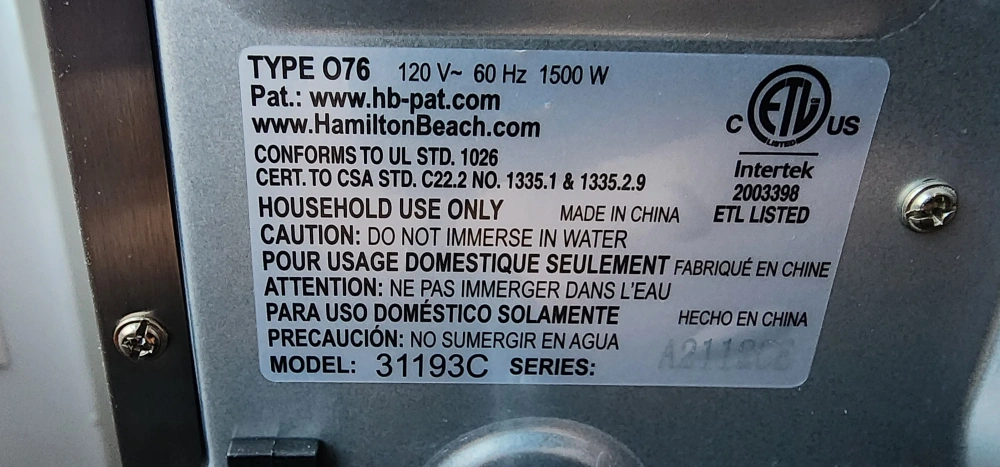 TYPE O76 120 V~ 60 Hz 1500 W
Pat.: www.hb-pat.com
www.HamiltonBeach.com
CONFORMS TO UL STD. 1026
CERT. TO CSA STD. C22.2 NO. 1335.1 & 1335.2.9
C ETL US
LISTED
Intertek
2003398
ETL LISTED
HOUSEHOLD USE ONLY MADE IN CHINA
CAUTION: DO NOT IMMERSE IN WATER
POUR USAGE DOMESTIQUE SEULEMENT FABRIQUÉ EN CHINE
ATTENTION: NE PAS IMMERGER DANS L'EAU
PARA USO DOMÉSTICO SOLAMENTE HECHO EN CHINA
PRECAUCIÓN: NO SUMERGIR EN AGUA
MODEL: 31193C SERIES: